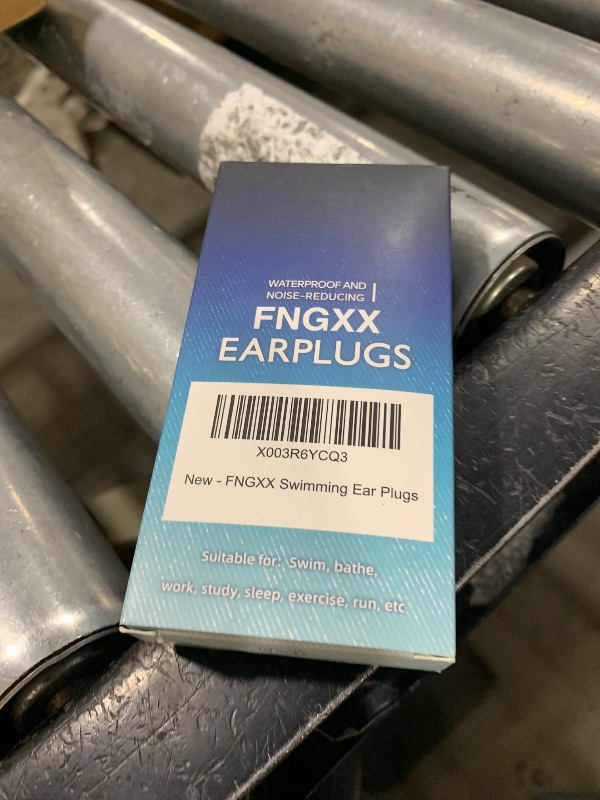 WATERPROOF AND
NOISE-REDUCING
FNGXX
EARPLUGS
X003R6YCQ3
New - FNGXX Swimming Ear Plugs
Suitable for: Swim, bathe,
work, study, sleep, exercise, run, etc